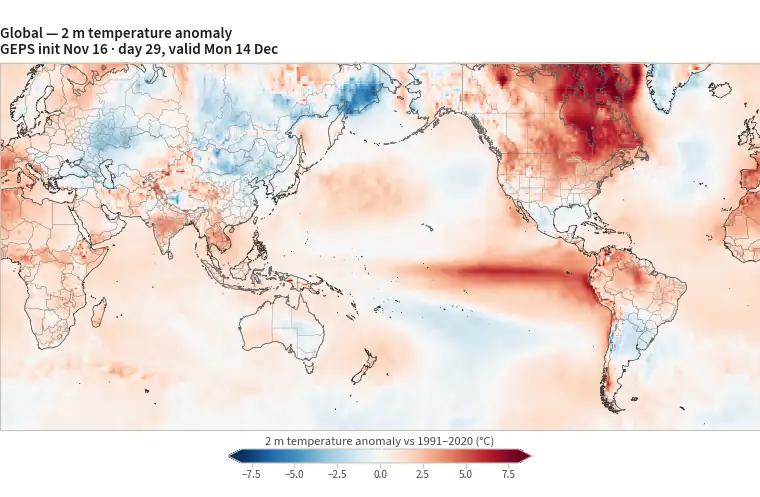 Global — 2 m temperature anomaly
GEPS init Nov 16 · day 29, valid Mon 14 Dec
2 m temperature anomaly vs 1991–2020 (°C)
−7.5 −5.0 −2.5 0.0 2.5 5.0 7.5